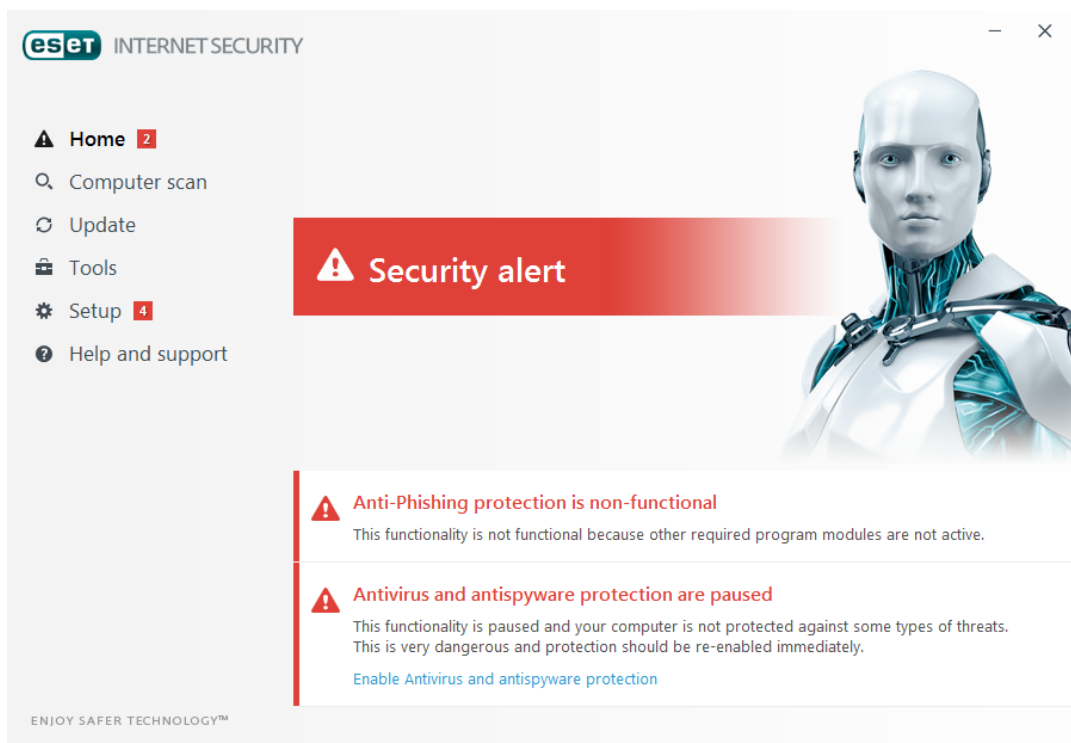 eset INTERNET SECURITY
Home 2
Computer scan
Update
Tools
Setup 4
Help and support
Security alert
Anti-Phishing protection is non-functional
This functionality is not functional because other required program modules are not active.
Antivirus and antispyware protection are paused
This functionality is paused and your computer is not protected against some types of threats.
This is very dangerous and protection should be re-enabled immediately.
Enable Antivirus and antispyware protection
ENJOY SAFER TECHNOLOGY™